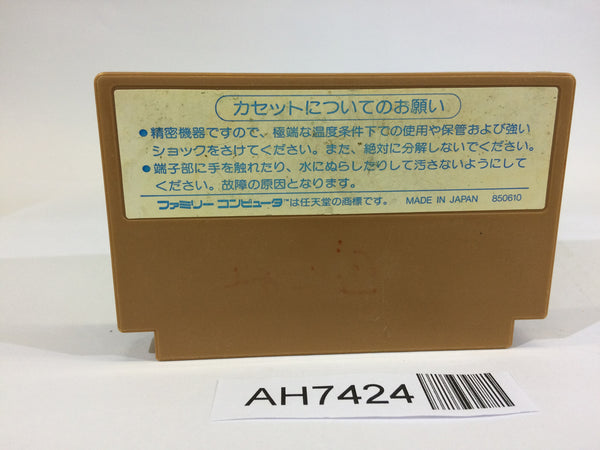 カセットについてのお願い
●精密機器ですので、極端な温度条件下での使用や保管および強い
ショックをさけてください。また、絶対に分解しないでください。
●端子部に手を触れたり、水にぬらしたりして汚さないようにして
ください。故障の原因となります。
ファミリーコンピュータ™は任天堂の商標です。 MADE IN JAPAN 850610
AH7424